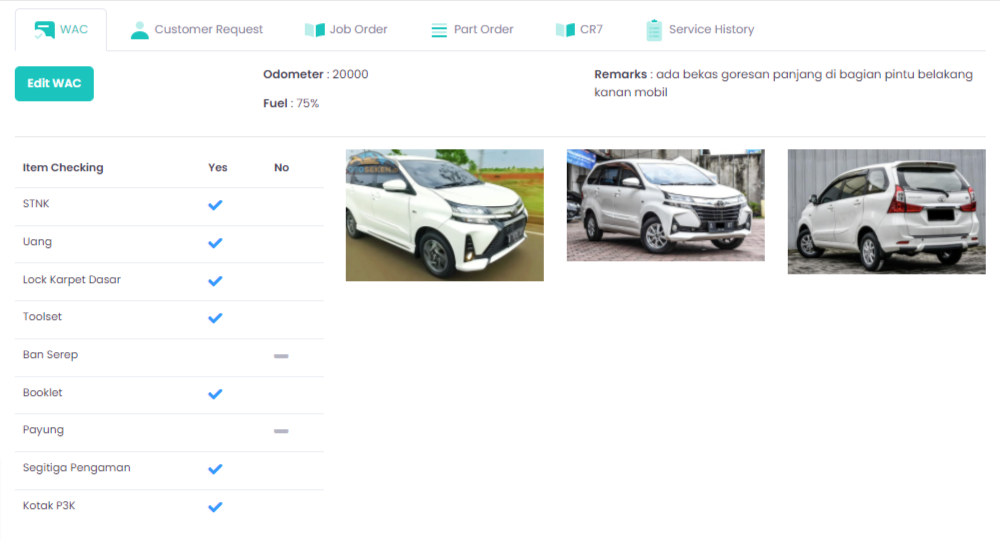 WAC
Customer Request
Job Order
Part Order
CR7
Service History
Edit WAC
Odometer : 20000
Fuel : 75%
Remarks : ada bekas goresan panjang di bagian pintu belakang
kanan mobil
Item Checking Yes No
STNK
Uang
Lock Karpet Dasar
Toolset
Ban Serep
Booklet
Payung
Segitiga Pengaman
Kotak P3K